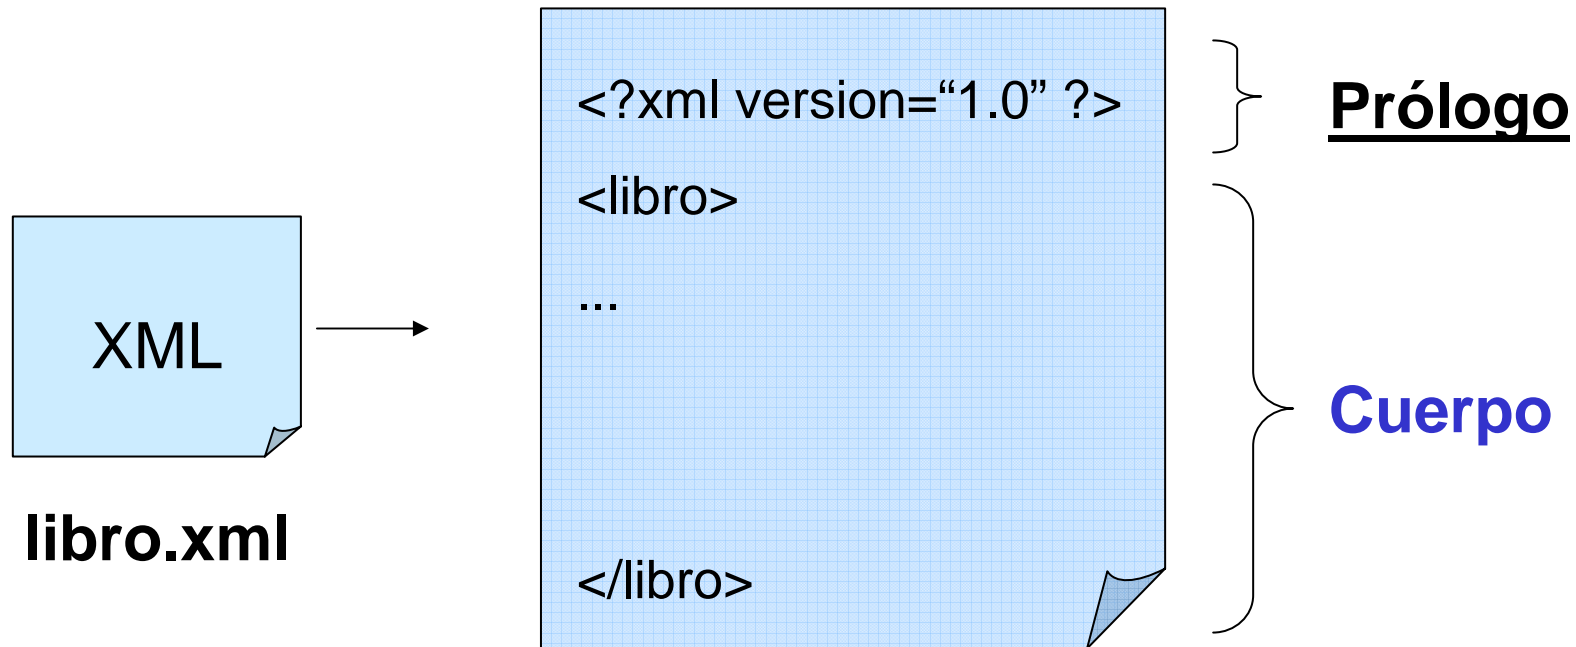 XML
libro.xml
<?xml version=“1.0” ?>
<libro>
...
</libro>
Prólogo
Cuerpo